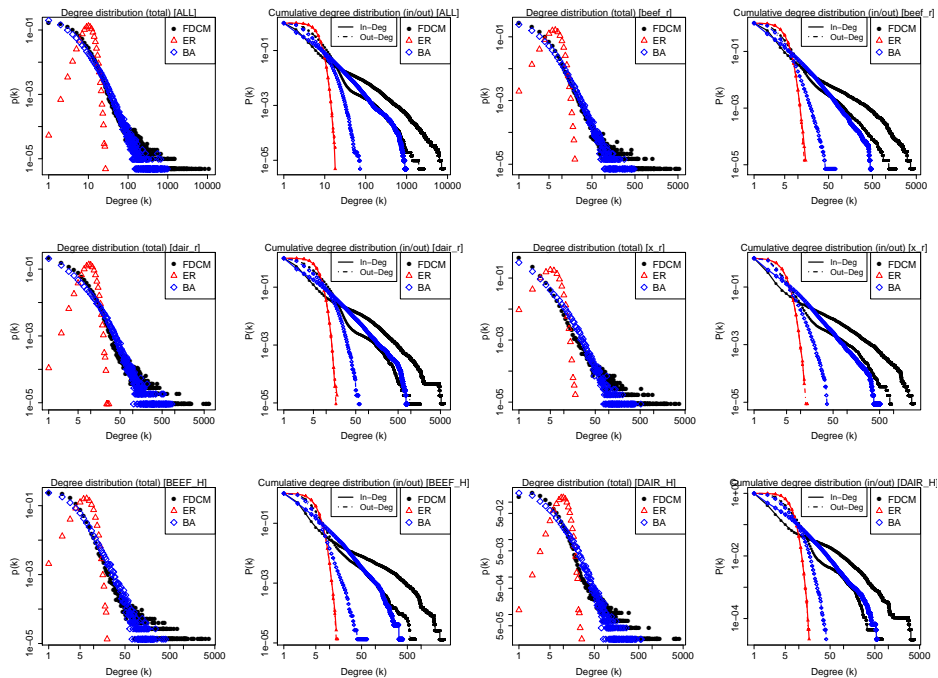 Degree distribution (total) [ALL]
p(k)
1e-01
1e-03
1e-05
1 10 100 1000 10000
Degree (k)
FDCM
ER
BA
Cumulative degree distribution (in/out) [ALL]
P(k)
1e-01
1e-03
1e-05
1 10 100 1000 10000
Degree (k)
In-Deg
Out-Deg
FDCM
ER
BA
Degree distribution (total) [beef_r]
p(k)
1e-01
1e-03
1e-05
1 5 50 500 5000
Degree (k)
FDCM
ER
BA
Cumulative degree distribution (in/out) [beef_r]
P(k)
1e-01
1e-03
1e-05
1 5 50 500 5000
Degree (k)
In-Deg
Out-Deg
FDCM
ER
BA
Degree distribution (total) [dair_r]
p(k)
1e-01
1e-03
1e-05
1 5 50 500 5000
Degree (k)
FDCM
ER
BA
Cumulative degree distribution (in/out) [dair_r]
P(k)
1e-01
1e-03
1e-05
1 5 50 500 5000
Degree (k)
In-Deg
Out-Deg
FDCM
ER
BA
Degree distribution (total) [x_r]
p(k)
1e-01
1e-03
1e-05
1 5 50 500 5000
Degree (k)
FDCM
ER
BA
Cumulative degree distribution (in/out) [x_r]
P(k)
1e-01
1e-03
1e-05
1 5 50 500
Degree (k)
In-Deg
Out-Deg
FDCM
ER
BA
Degree distribution (total) [BEEF_H]
p(k)
1e-01
1e-03
1e-05
1 5 50 500 5000
Degree (k)
FDCM
ER
BA
Cumulative degree distribution (in/out) [BEEF_H]
P(k)
1e-01
1e-03
1e-05
1 5 50 500
Degree (k)
In-Deg
Out-Deg
FDCM
ER
BA
Degree distribution (total) [DAIR_H]
p(k)
5e-02
5e-03
5e-04
5e-05
1 5 50 500 5000
Degree (k)
FDCM
ER
BA
Cumulative degree distribution (in/out) [DAIR_H]
P(k)
1e+00
1e-02
1e-04
1 5 50 500
Degree (k)
In-Deg
Out-Deg
FDCM
ER
BA